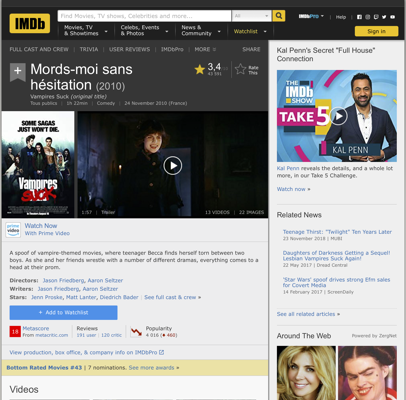 IMDb
Find Movies, TV shows, Celebrities and more...
All
IMDbPro
Help
Movies, TV
& Showtimes
Celebs, Events
& Photos
News &
Community
Watchlist
Sign in
FULL CAST AND CREW | TRIVIA | USER REVIEWS | IMDbPro | MORE
SHARE
Mords-moi sans
hésitation (2010)
Vampires Suck (original title)
Tous publics | 1h 22min | Comedy | 24 November 2010 (France)
3,4
Rate
This
SOME SAGAS
JUST WON'T DIE.
Vampires
SUCK
1:57 | Trailer
13 VIDEOS | 22 IMAGES
prime
video
Watch Now
With Prime Video
A spoof of vampire-themed movies, where teenager Becca finds herself torn between two
boys. As she and her friends wrestle with a number of different dramas, everything comes to a
head at their prom.
Directors: Jason Friedberg, Aaron Seltzer
Writers: Jason Friedberg, Aaron Seltzer
Stars: Jenn Proske, Matt Lanter, Diedrich Bader | See full cast & crew »
+ Add to Watchlist
18
Metascore
From metacritic.com
Reviews
191 user | 120 critic
Popularity
4 016 (460)
View production, box office, & company info on IMDbPro
Bottom Rated Movies #43 | 7 nominations. See more awards »
Videos
Kal Penn's Secret "Full House"
Connection
THE
IMDb
SHOW
TAKE 5
KAL PENN
Kal Penn reveals the details, and a whole lot
more, in our Take 5 Challenge.
Watch now »
Related News
Teenage Thirst: "Twilight" Ten Years Later
23 November 2018 | MUBI
Daughters of Darkness Getting a Sequel!
Lesbian Vampires Suck Again!
22 May 2017 | Dread Central
'Star Wars' spoof drives strong Efm sales
for Covert Media
14 February 2017 | ScreenDaily
See all related articles »
Around The Web
Powered by ZergNet